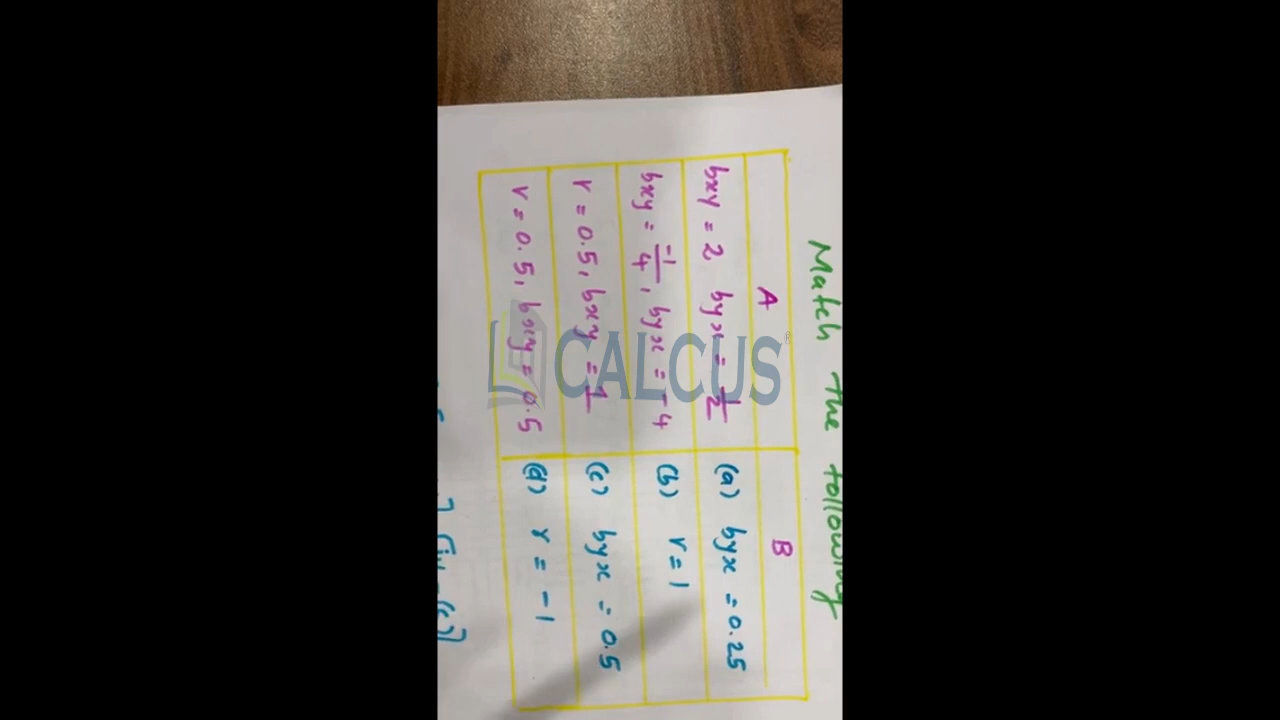 Match the following
A B
bxy = 2 byx = 1/2 (a) byx = 0.25
bxy = -1/4, byx = -4 (b) r = 1
r = 0.5, bxy = 1 (c) byx = 0.5
r = 0.5, bxy = 0.5 (d) r = -1
CALCUS
(c)]